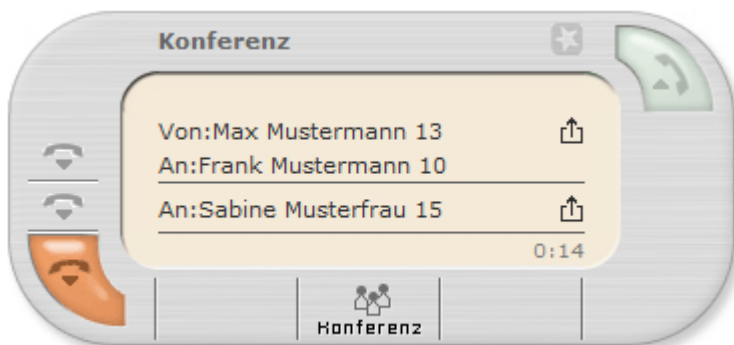 Konferenz
Von:Max Mustermann 13
An:Frank Mustermann 10
An:Sabine Musterfrau 15
0:14
Konferenz